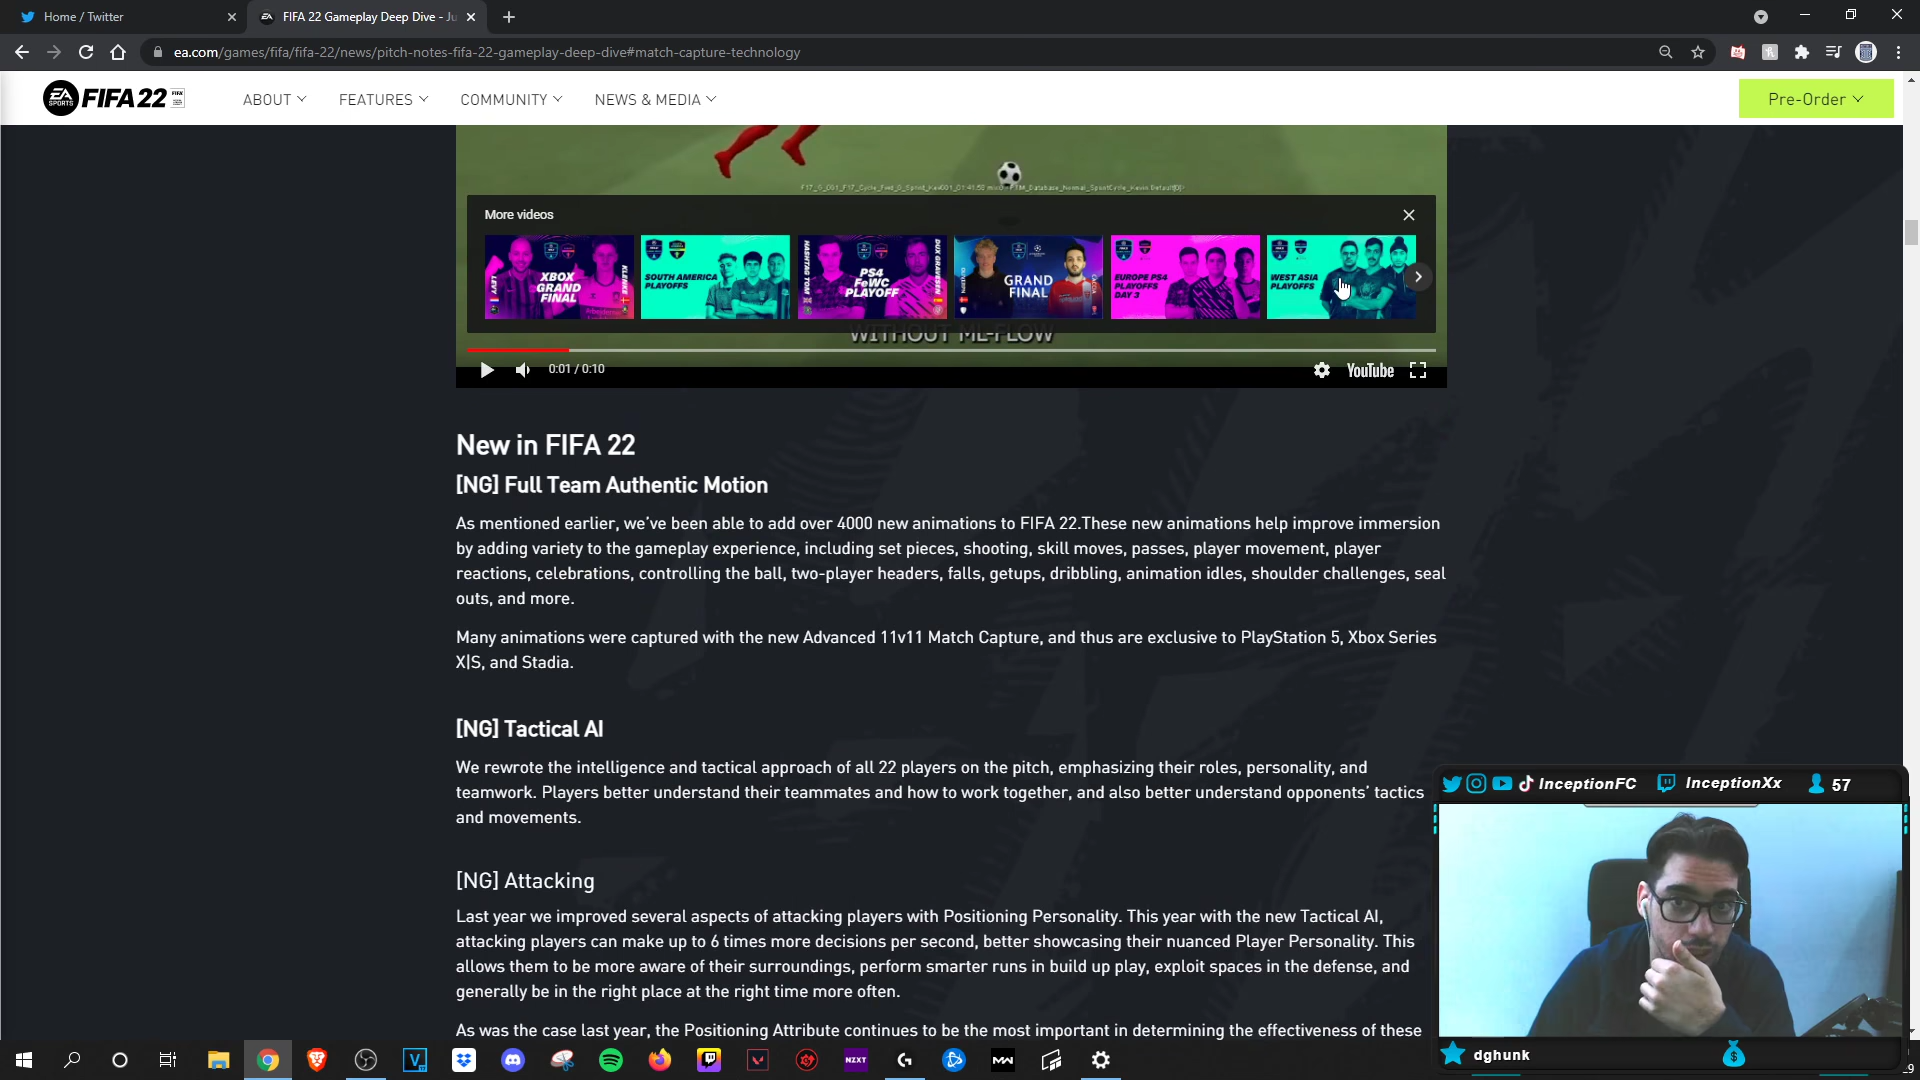 Home / Twitter
FIFA 22 Gameplay Deep Dive - Ju
ea.com/games/fifa/fifa-22/news/pitch-notes-fifa-22-gameplay-deep-dive#match-capture-technology
EA SPORTS FIFA 22
ABOUT
FEATURES
COMMUNITY
NEWS & MEDIA
Pre-Order
More videos
LEVY
XBOX
GRAND
FINAL
SOUTH AMERICA
PLAYOFFS
HASHTAG TOM
PS4
FeWC
PLAYOFF
DUX GRAVESEN
GRAND
FINAL
EUROPE PS4
PLAYOFFS
DAY 3
WEST ASIA
PLAYOFFS
WITHOUT ML-FLOW
0:01 / 0:10
YouTube
New in FIFA 22
[NG] Full Team Authentic Motion
As mentioned earlier, we've been able to add over 4000 new animations to FIFA 22.These new animations help improve immersion
by adding variety to the gameplay experience, including set pieces, shooting, skill moves, passes, player movement, player
reactions, celebrations, controlling the ball, two-player headers, falls, getups, dribbling, animation idles, shoulder challenges, seal
outs, and more.
Many animations were captured with the new Advanced 11v11 Match Capture, and thus are exclusive to PlayStation 5, Xbox Series
X|S, and Stadia.
[NG] Tactical AI
We rewrote the intelligence and tactical approach of all 22 players on the pitch, emphasizing their roles, personality, and
teamwork. Players better understand their teammates and how to work together, and also better understand opponents' tactics
and movements.
[NG] Attacking
Last year we improved several aspects of attacking players with Positioning Personality. This year with the new Tactical AI,
attacking players can make up to 6 times more decisions per second, better showcasing their nuanced Player Personality. This
allows them to be more aware of their surroundings, perform smarter runs in build up play, exploit spaces in the defense, and
generally be in the right place at the right time more often.
As was the case last year, the Positioning Attribute continues to be the most important in determining the effectiveness of these
InceptionFC
InceptionXx
57
dghunk
NZXT
MW